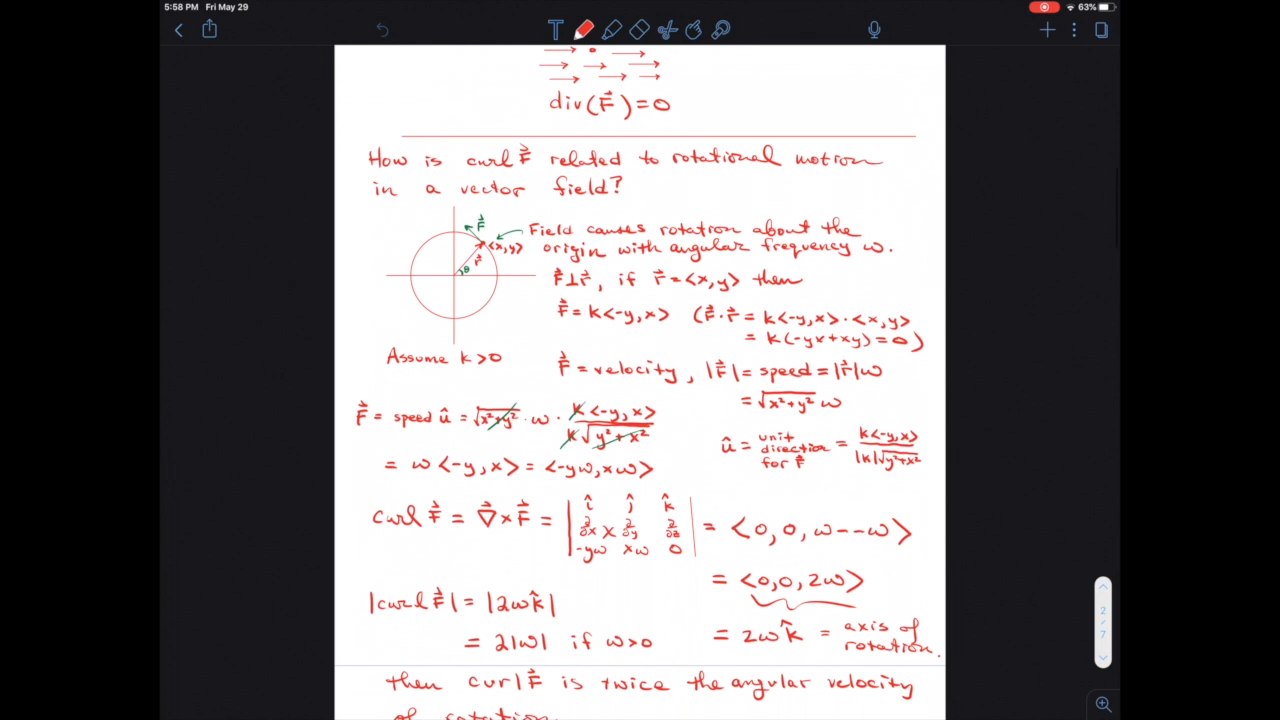 5:58 PM Fri May 29
63%
div(F⃗) = 0
How is curl F⃗ related to rotational motion
in a vector field?
F⃗
<x,y>
r⃗
θ
Field causes rotation about the
origin with angular frequency ω.
F⃗ ⊥ r⃗, if r⃗ = <x,y> then
F⃗ = k<-y,x> (F⃗ · r⃗ = k<-y,x> · <x,y>
= k(-yx+xy) = 0)
Assume k>0
F⃗ = velocity, |F⃗| = speed = |r⃗|ω
= √(x²+y²) ω
F⃗ = speed û = √(x²+y²) · ω · k<-y,x> / k√(y²+x²)
û = unit direction for F⃗ = k<-y,x> / |k|√(y²+x²)
= ω<-y,x> = <-yω, xω>
curl F⃗ = ∇⃗ × F⃗ = | î ĵ k̂
∂/∂x × ∂/∂y ∂/∂z
-yω xω 0 | = <0, 0, ω--ω>
= <0,0,2ω>
|curl F⃗| = |2ωk̂|
= 2ωk̂ = axis of rotation.
= 2|ω| if ω>0
then curl F⃗ is twice the angular velocity
of rotation
2
/
7